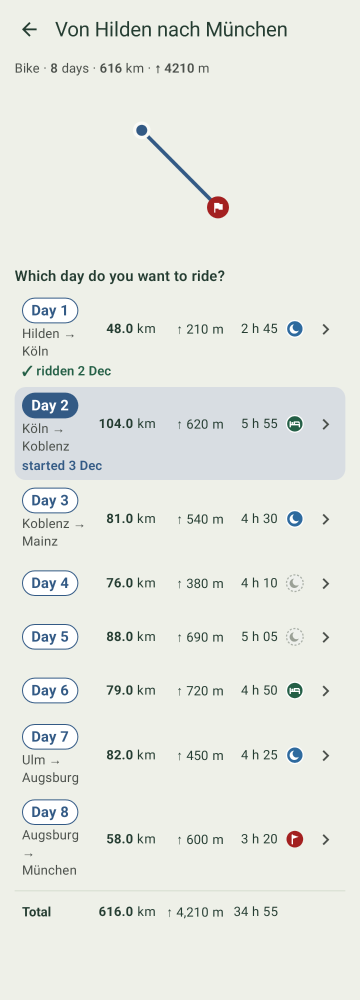 Von Hilden nach München
Bike · 8 days · 616 km · ↑ 4210 m
Which day do you want to ride?
Day 1
Hilden →
Köln
48.0 km ↑ 210 m 2 h 45
✓ ridden 2 Dec
Day 2
Köln →
Koblenz
104.0 km ↑ 620 m 5 h 55
started 3 Dec
Day 3
Koblenz →
Mainz
81.0 km ↑ 540 m 4 h 30
Day 4 76.0 km ↑ 380 m 4 h 10
Day 5 88.0 km ↑ 690 m 5 h 05
Day 6 79.0 km ↑ 720 m 4 h 50
Day 7
Ulm →
Augsburg
82.0 km ↑ 450 m 4 h 25
Day 8
Augsburg
→
München
58.0 km ↑ 600 m 3 h 20
Total 616.0 km ↑ 4,210 m 34 h 55